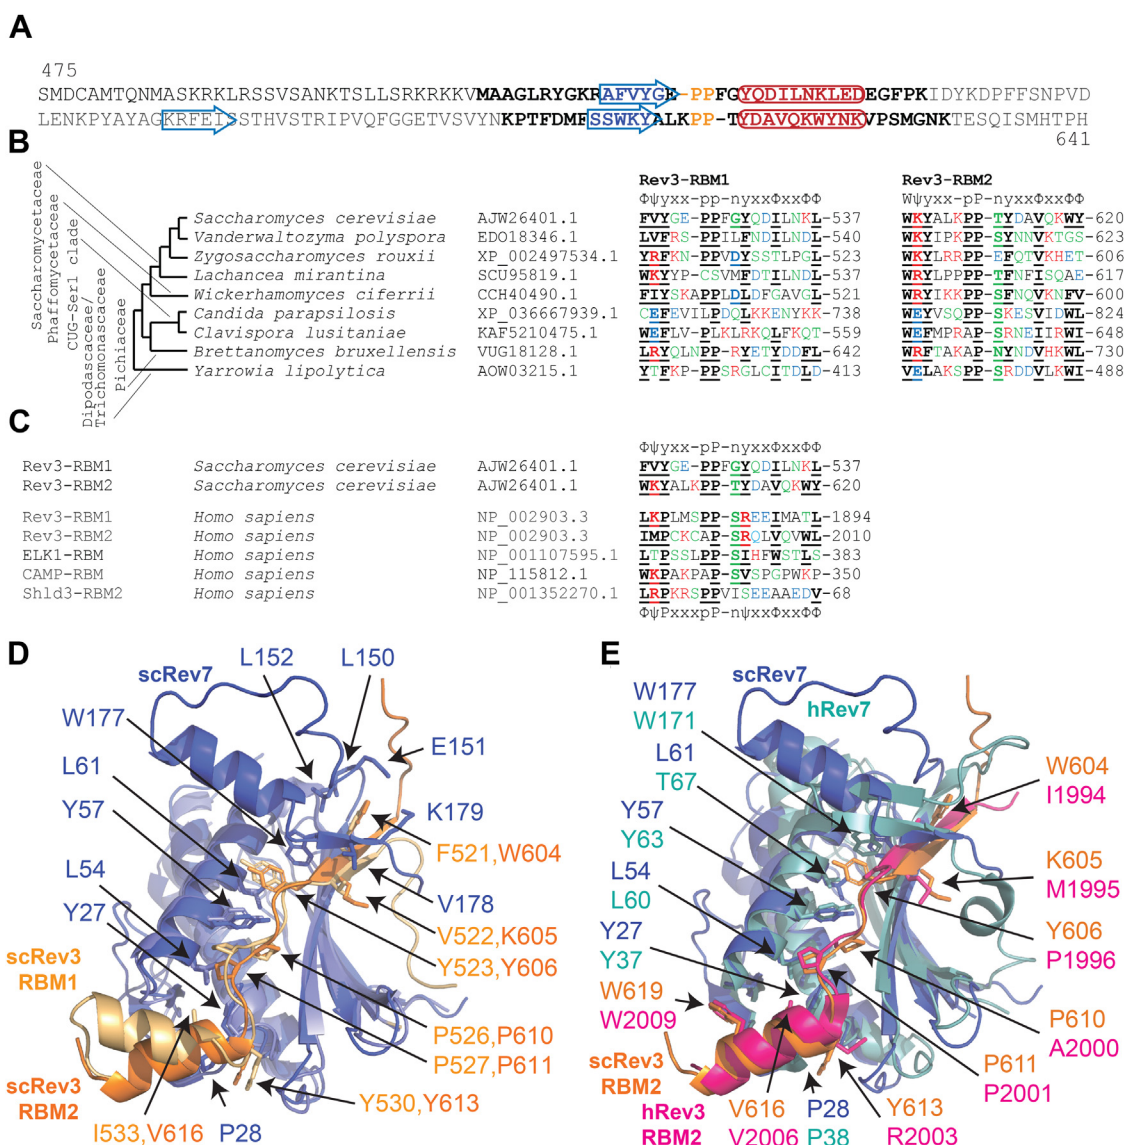 A
475
SMDCAMTQNMASKRKLRSSVSANKTSLLSRKRKKVMAAGLRYGKRAFVYGE-PPFGYQDILNKLEDEGFPKIDYKDPFFSNPVD
LENKPYAYAGKRFEISSTHVSTRIPVQFGGETVSVYNKPTFDMFSSWKYALKPP-TYDAVQKWYNKVPSMGNKTESQISMHTPH
641
B
Saccharomycetaceae
Phaffomycetaceae
CUG-Ser1 clade
Dipodascaceae/
Trichomonascaceae
Pichiaceae
Rev3-RBM1 Rev3-RBM2
Φψyxx-pP-nyxxΦxxΦΦ WψyxxxpP-nyxxΦxxΦΦ
Saccharomyces cerevisiae AJW26401.1 FVYGE-PPFGYQDILNKL-537 WKYALKPP-TYDAVQKWY-620
Vanderwaltozyma polyspora EDO18346.1 LVFRS-PPILFNDILNDL-540 WKYIPKPP-SYNNVKTGS-623
Zygosaccharomyces rouxii XP_002497534.1 YRFKN-PPVDYSSTLPGL-523 WKYLRRPP-EFQTVKHET-606
Lachancea mirantina SCU95819.1 WKYYP-CSVMFDTILNDL-537 WRYLPPPP-TFNFISQAE-617
Wickerhamomyces ciferrii CCH40490.1 FIYSKAPPLDLDFGAVGL-521 WRYIKRPP-SFNQVKNFV-600
Candida parapsilosis XP_036667939.1 CEFEVILPDQLKKENYKK-738 WEYVSKAP-SYSDVLDWL-824
Clavispora lusitaniae KAF5210475.1 WEFLV-PLKLRKQLFKQT-559 WEFMPRAP-SRNEIIRWI-648
Brettanomyces bruxellensis VUG18128.1 LRYQLNPP-RYETYDDFL-642 WRFTAKAP-NYNDVHKWL-730
Yarrowia lipolytica AOW03215.1 YTFKP-PPSRGLCITDLD-413 VELAKSPP-SRDDVLKWI-488
C
Φψyxx-pP-nyxxΦxxΦΦ
Rev3-RBM1 Saccharomyces cerevisiae AJW26401.1 FVYGE-PPFGYQDILNKL-537
Rev3-RBM2 Saccharomyces cerevisiae AJW26401.1 WKYALKPP-TYDAVQKWY-620
Rev3-RBM1 Homo sapiens NP_002903.3 LKPLMSPP-SREEIMATL-1894
Rev3-RBM2 Homo sapiens NP_002903.3 IMPCKCAP-SRQLVQVWL-2010
ELK1-RBM Homo sapiens NP_001107595.1 LTPSSLPP-SIHFWSTLS-383
CAMP-RBM Homo sapiens NP_115812.1 WKPAKPAP-SVSPGPWKP-350
Shld3-RBM2 Homo sapiens NP_001352270.1 LRPKRSPPVISEEAAEDV-68
ΦψPxxxpP-nψxxΦxxΦΦ
D
L152
L150
scRev7
W177
L61
Y57
L54
Y27
E151
K179
F521,W604
V178
V522,K605
Y523,Y606
scRev3
RBM1
P526,P610
P527,P611
scRev3
RBM2
Y530,Y613
I533,V616
P28
E
scRev7
hRev7
W177
W171
L61
T67
Y57
Y63
L54
L60
Y27
Y37
W619
W2009
W604
I1994
K605
M1995
Y606
P1996
P610
A2000
P611
P2001
scRev3
RBM2
hRev3
RBM2
V616
V2006
P28
P38
Y613
R2003